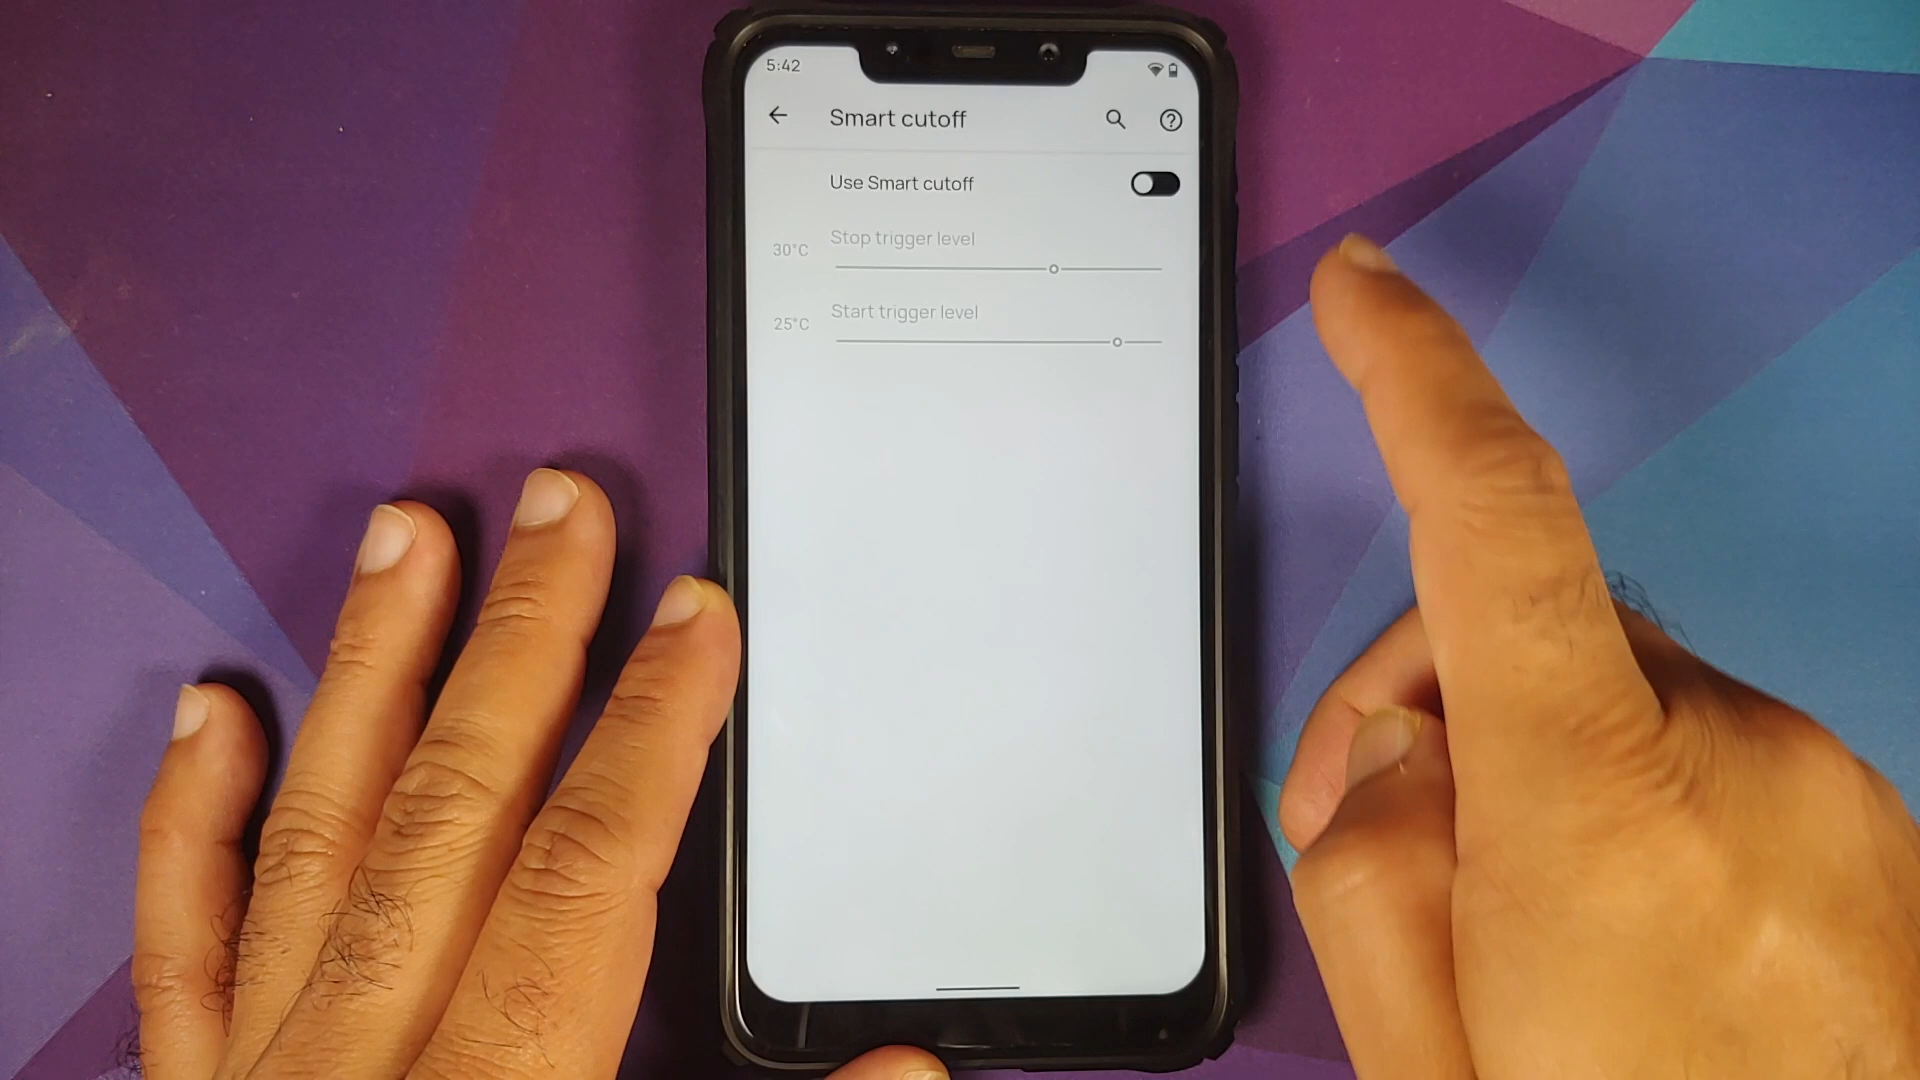 5:42
Smart cutoff
Use Smart cutoff
Stop trigger level
30°C
Start trigger level
25°C